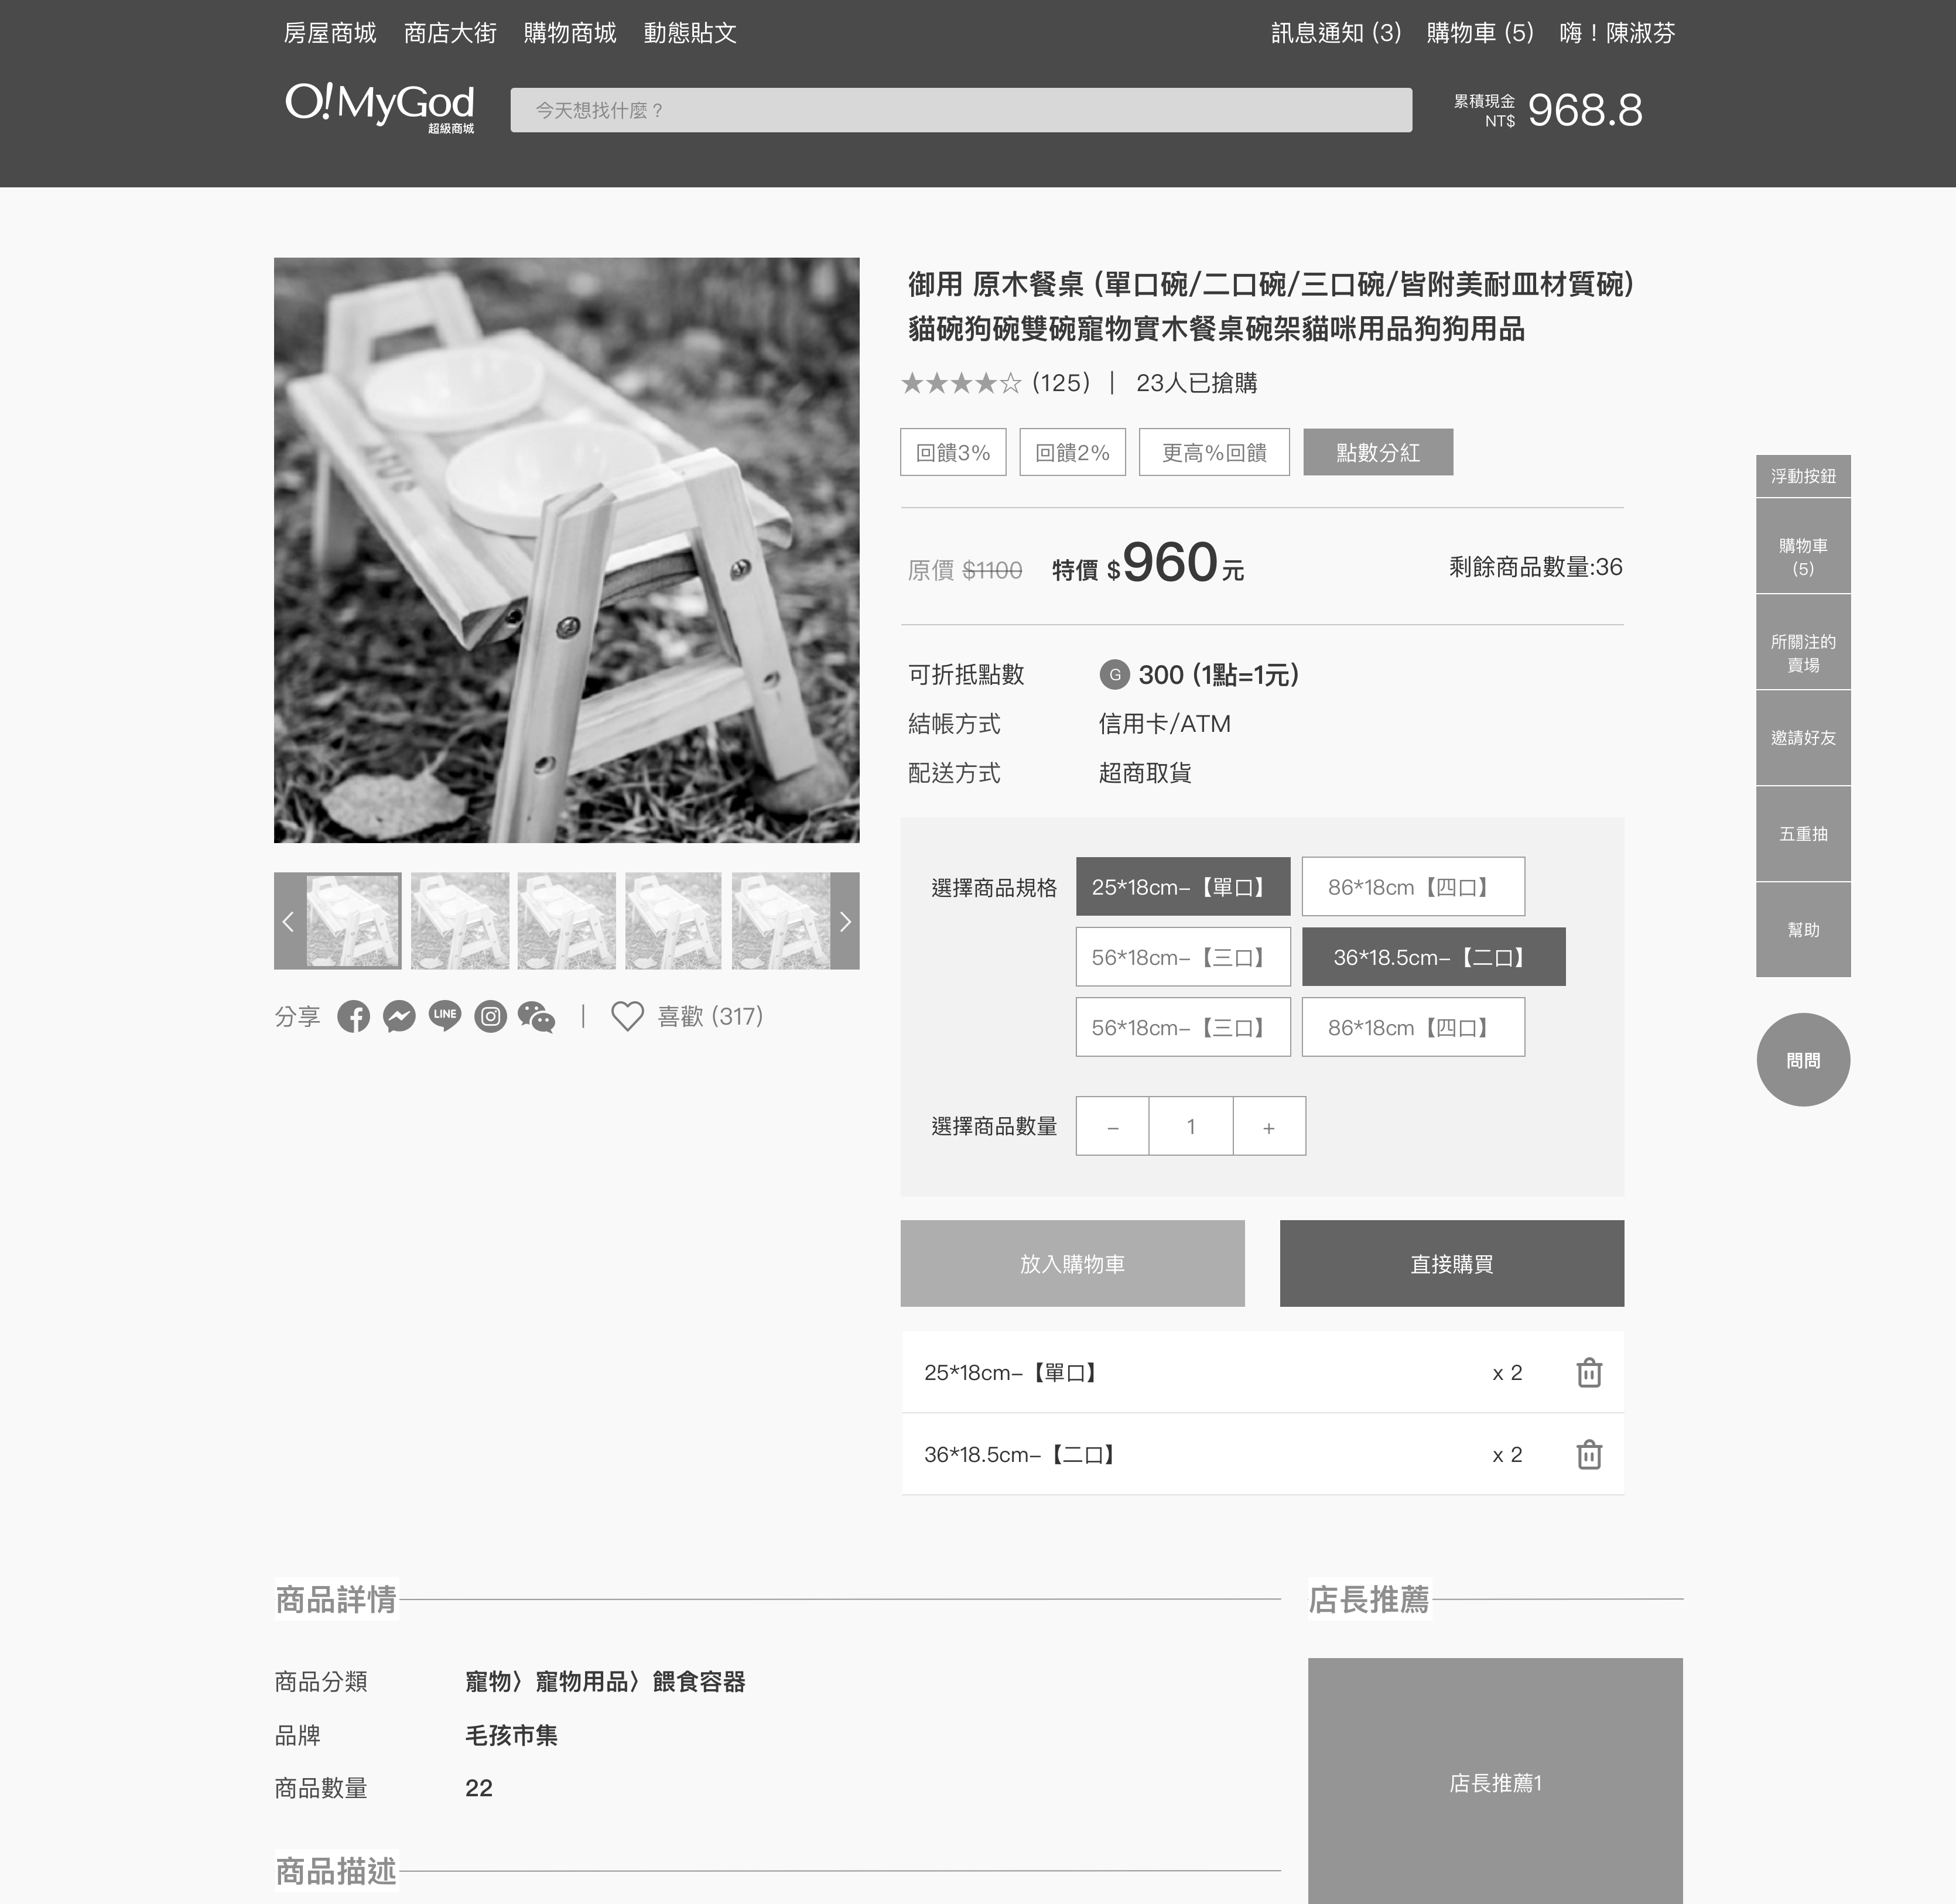 房屋商城 商店大街 購物商城 動態貼文 訊息通知 (3) 購物車 (5) 嗨！陳淑芬
O!MyGod
超級商城
今天想找什麼？
累積現金
NT$
968.8
御用 原木餐桌 (單口碗/二口碗/三口碗/皆附美耐皿材質碗)
貓碗狗碗雙碗寵物實木餐桌碗架貓咪用品狗狗用品
★★★★☆ (125) | 23人已搶購
回饋3% 回饋2% 更高%回饋 點數分紅
原價 $1100 特價 $960元 剩餘商品數量:36
可折抵點數 G 300 (1點=1元)
結帳方式 信用卡/ATM
配送方式 超商取貨
選擇商品規格 25*18cm–【單口】 86*18cm【四口】
56*18cm–【三口】 36*18.5cm–【二口】
56*18cm–【三口】 86*18cm【四口】
選擇商品數量 – 1 +
分享 LINE | 喜歡 (317)
放入購物車 直接購買
25*18cm–【單口】 x 2
36*18.5cm–【二口】 x 2
浮動按鈕
購物車
(5)
所關注的
賣場
邀請好友
五重抽
幫助
問問
商品詳情
商品分類 寵物〉寵物用品〉餵食容器
品牌 毛孩市集
商品數量 22
商品描述
店長推薦
店長推薦1